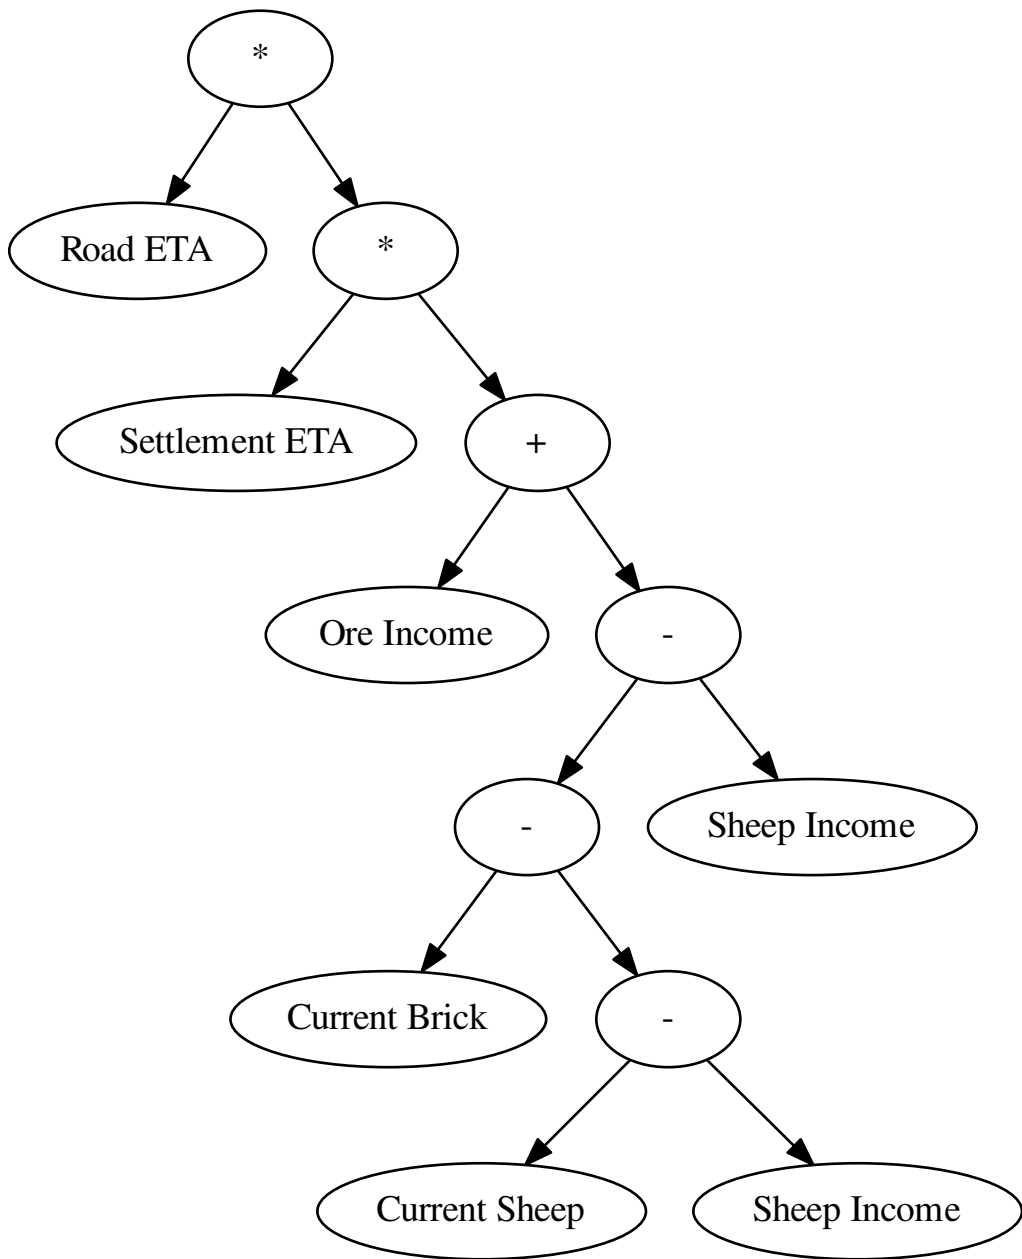 *
Road ETA
*
Settlement ETA
+
Ore Income
-
-
Sheep Income
Current Brick
-
Current Sheep
Sheep Income